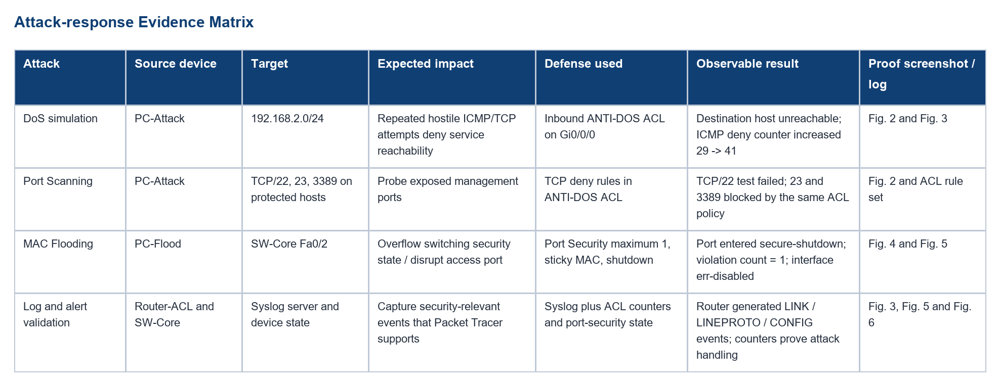 Attack-response Evidence Matrix
Attack
Source device
Target
Expected impact
Defense used
Observable result
Proof screenshot /
log
DoS simulation
PC-Attack
192.168.2.0/24
Repeated hostile ICMP/TCP
attempts deny service
reachability
Inbound ANTI-DOS ACL
on Gi0/0/0
Destination host unreachable;
ICMP deny counter increased
29 -> 41
Fig. 2 and Fig. 3
Port Scanning
PC-Attack
TCP/22, 23, 3389 on
protected hosts
Probe exposed management
ports
TCP deny rules in
ANTI-DOS ACL
TCP/22 test failed; 23 and
3389 blocked by the same ACL
policy
Fig. 2 and ACL rule
set
MAC Flooding
PC-Flood
SW-Core Fa0/2
Overflow switching security
state / disrupt access port
Port Security maximum 1,
sticky MAC, shutdown
Port entered secure-shutdown;
violation count = 1; interface
err-disabled
Fig. 4 and Fig. 5
Log and alert
validation
Router-ACL and
SW-Core
Syslog server and
device state
Capture security-relevant
events that Packet Tracer
supports
Syslog plus ACL counters
and port-security state
Router generated LINK /
LINEPROTO / CONFIG
events; counters prove attack
handling
Fig. 3, Fig. 5 and Fig.
6